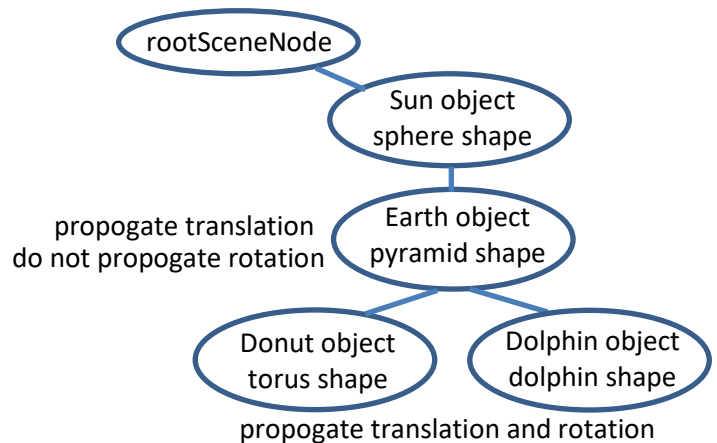 rootSceneNode
Sun object
sphere shape
propogate translation
do not propogate rotation
Earth object
pyramid shape
Donut object
torus shape
Dolphin object
dolphin shape
propogate translation and rotation